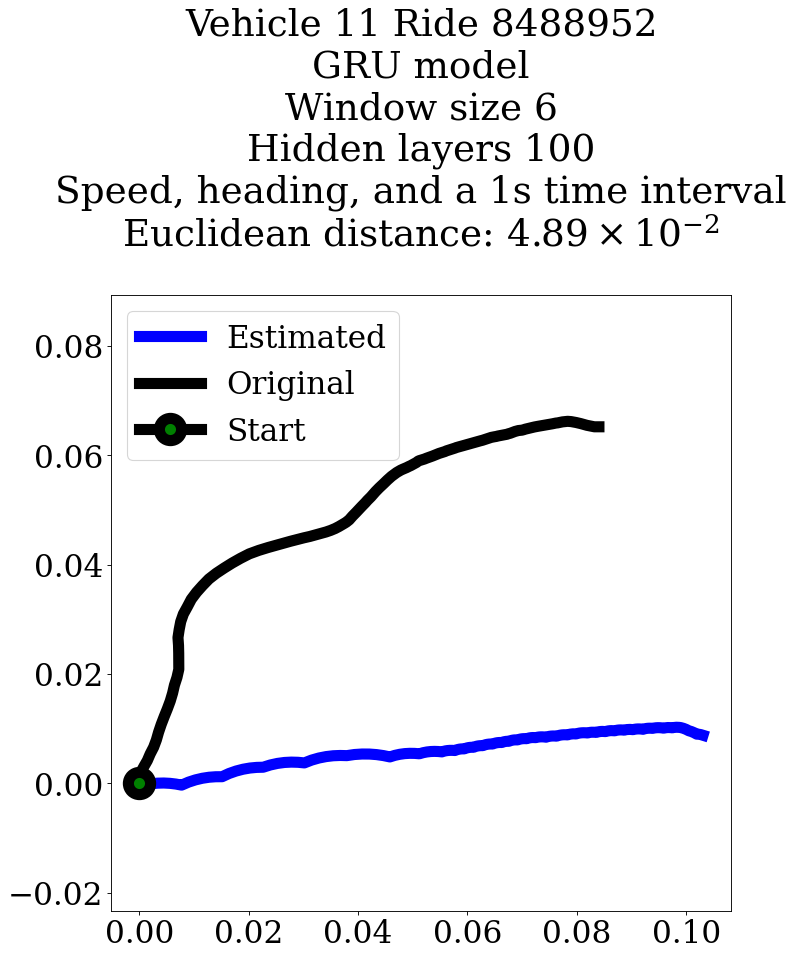 Vehicle 11 Ride 8488952
GRU model
Window size 6
Hidden layers 100
Speed, heading, and a 1s time interval
Euclidean distance: 4.89 × 10⁻²
Estimated
Original
Start
0.08
0.06
0.04
0.02
0.00
−0.02
0.00 0.02 0.04 0.06 0.08 0.10